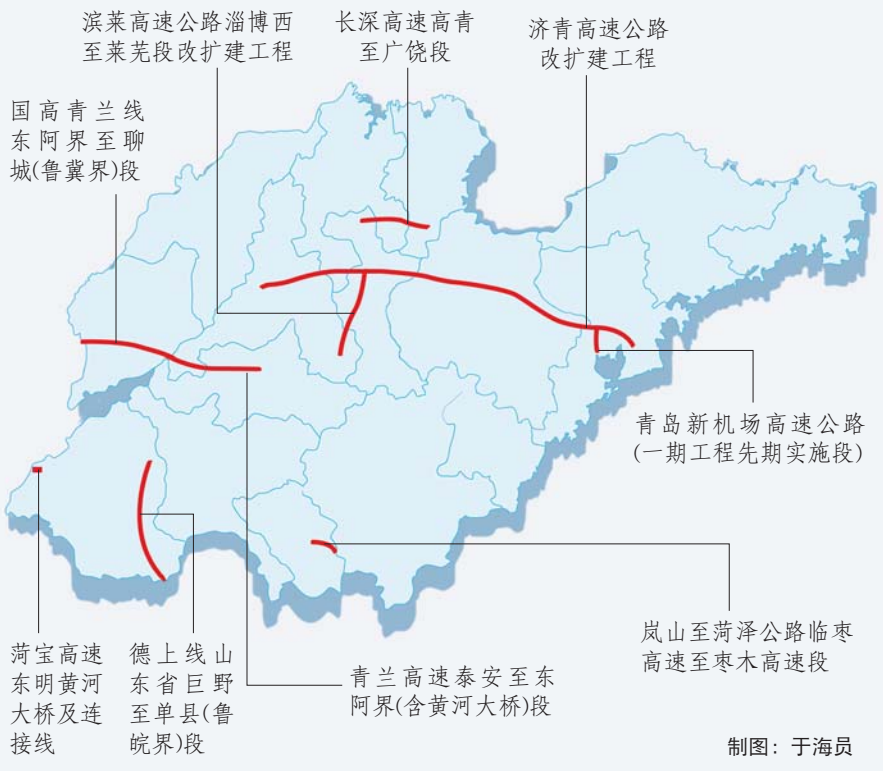 滨莱高速公路淄博西
至莱芜段改扩建工程
长深高速高青
至广饶段
济青高速公路
改扩建工程
国高青兰线
东阿界至聊
城(鲁冀界)段
青岛新机场高速公路
(一期工程先期实施段)
岚山至菏泽公路临枣
高速至枣木高速段
菏宝高速
东明黄河
大桥及连
接线
德上线山
东省巨野
至单县(鲁
皖界)段
青兰高速泰安至东
阿界(含黄河大桥)段
制图：于海员